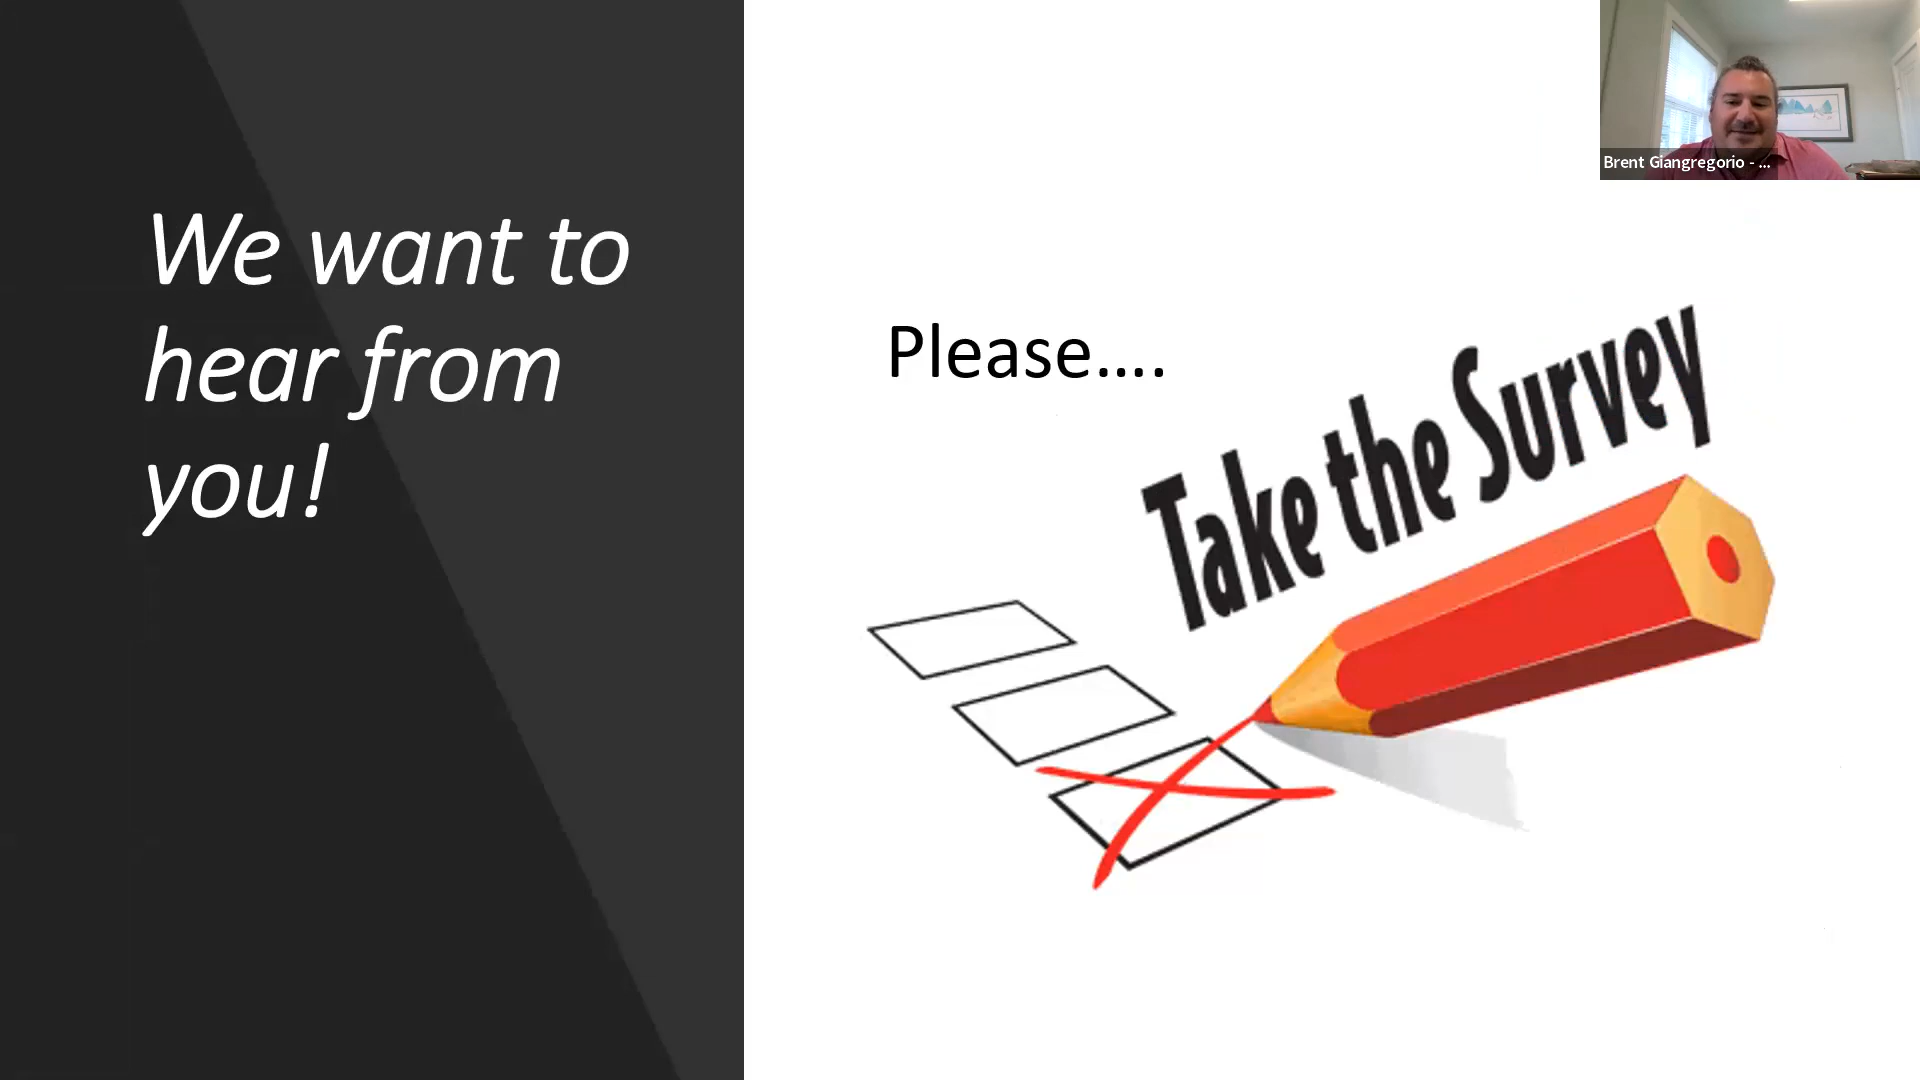 We want to
hear from
you!
Please....
Take the Survey
Brent Giangregorio - ...